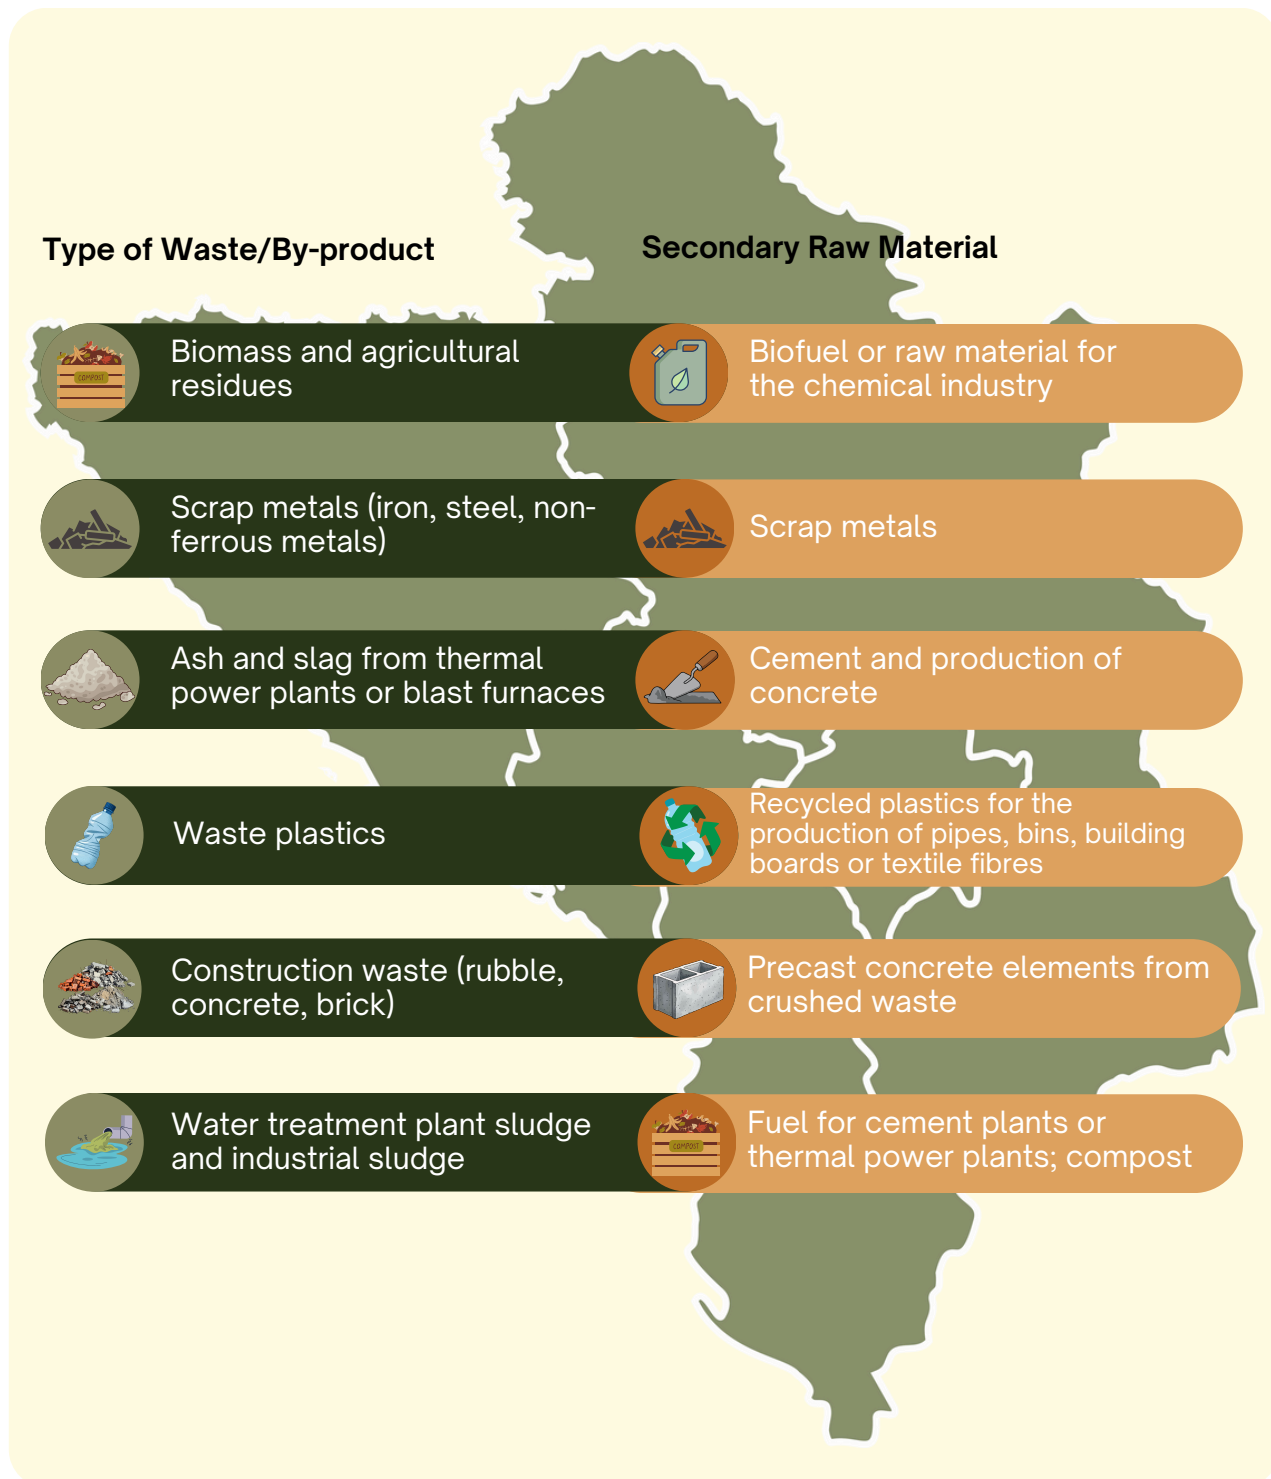 Type of Waste/By-product
Secondary Raw Material
COMPOST
Biomass and agricultural
residues
Biofuel or raw material for
the chemical industry
Scrap metals (iron, steel, non-
ferrous metals)
Scrap metals
Ash and slag from thermal
power plants or blast furnaces
Cement and production of
concrete
Waste plastics
Recycled plastics for the
production of pipes, bins, building
boards or textile fibres
Construction waste (rubble,
concrete, brick)
Precast concrete elements from
crushed waste
Water treatment plant sludge
and industrial sludge
COMPOST
Fuel for cement plants or
thermal power plants; compost